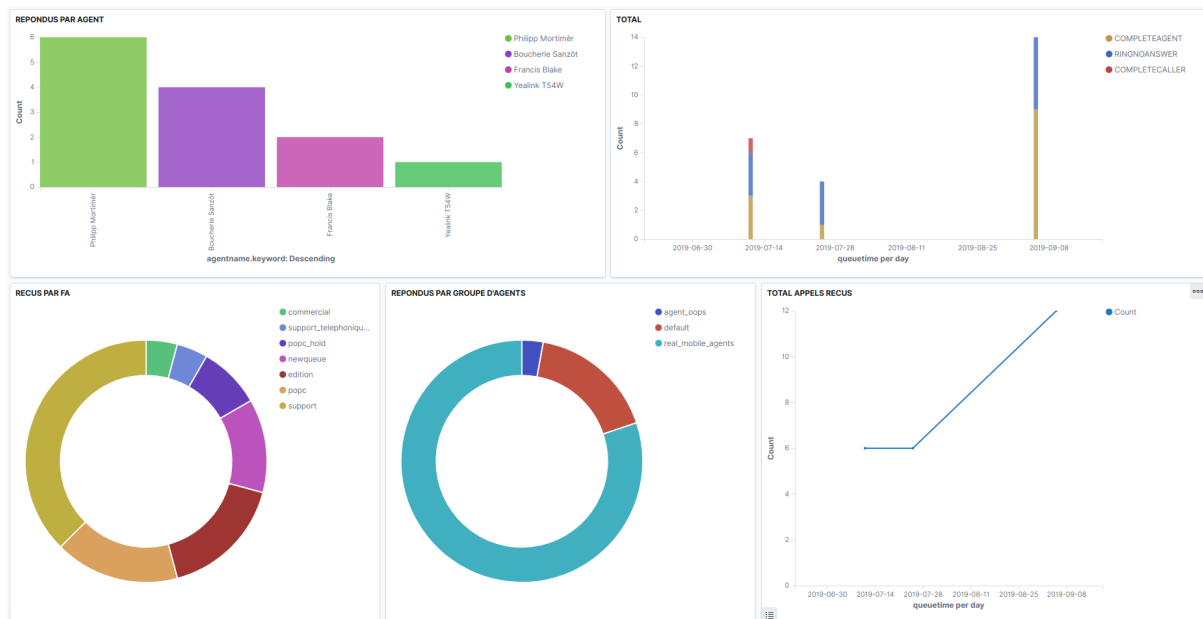 REPONDUS PAR AGENT
6
5
4
3
2
1
0
Count
Philipp Mortimèr
Boucherie Sanzôt
Francis Blake
Yealink T54W
agentname.keyword: Descending
Philipp Mortimèr
Boucherie Sanzôt
Francis Blake
Yealink T54W
TOTAL
14
12
10
8
6
4
2
0
Count
2019-06-30
2019-07-14
2019-07-28
2019-08-11
2019-08-25
2019-09-08
queuetime per day
COMPLETEAGENT
RINGNOANSWER
COMPLETECALLER
RECUS PAR FA
commercial
support_telephoniqu...
popc_hold
newqueue
edition
popc
support
REPONDUS PAR GROUPE D'AGENTS
agent_oops
default
real_mobile_agents
TOTAL APPELS RECUS
12
10
8
6
4
2
0
Count
2019-06-30
2019-07-14
2019-07-28
2019-08-11
2019-08-25
2019-09-08
queuetime per day
Count